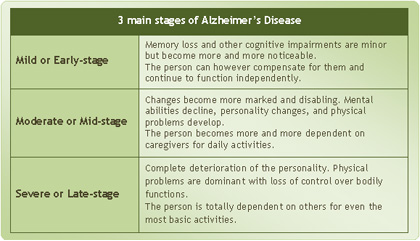 3 main stages of Alzheimer's Disease
Mild or Early-stage
Memory loss and other cognitive impairments are minor
but become more and more noticeable.
The person can however compensate for them and
continue to function independently.
Moderate or Mid-stage
Changes become more marked and disabling. Mental
abilities decline, personality changes, and physical
problems develop.
The person becomes more and more dependent on
caregivers for daily activities.
Severe or Late-stage
Complete deterioration of the personality. Physical
problems are dominant with loss of control over bodily
functions.
The person is totally dependent on others for even the
most basic activities.